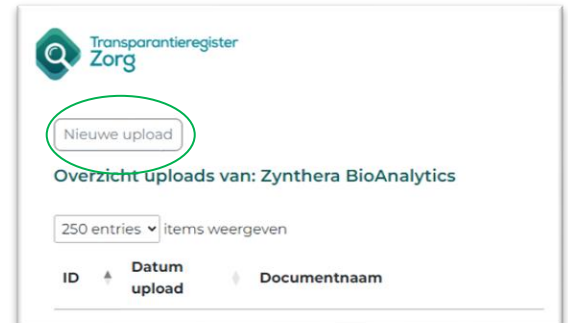 Transparantieregister
Zorg
Nieuwe upload
Overzicht uploads van: Zynthera BioAnalytics
250 entries items weergeven
ID Datum upload Documentnaam